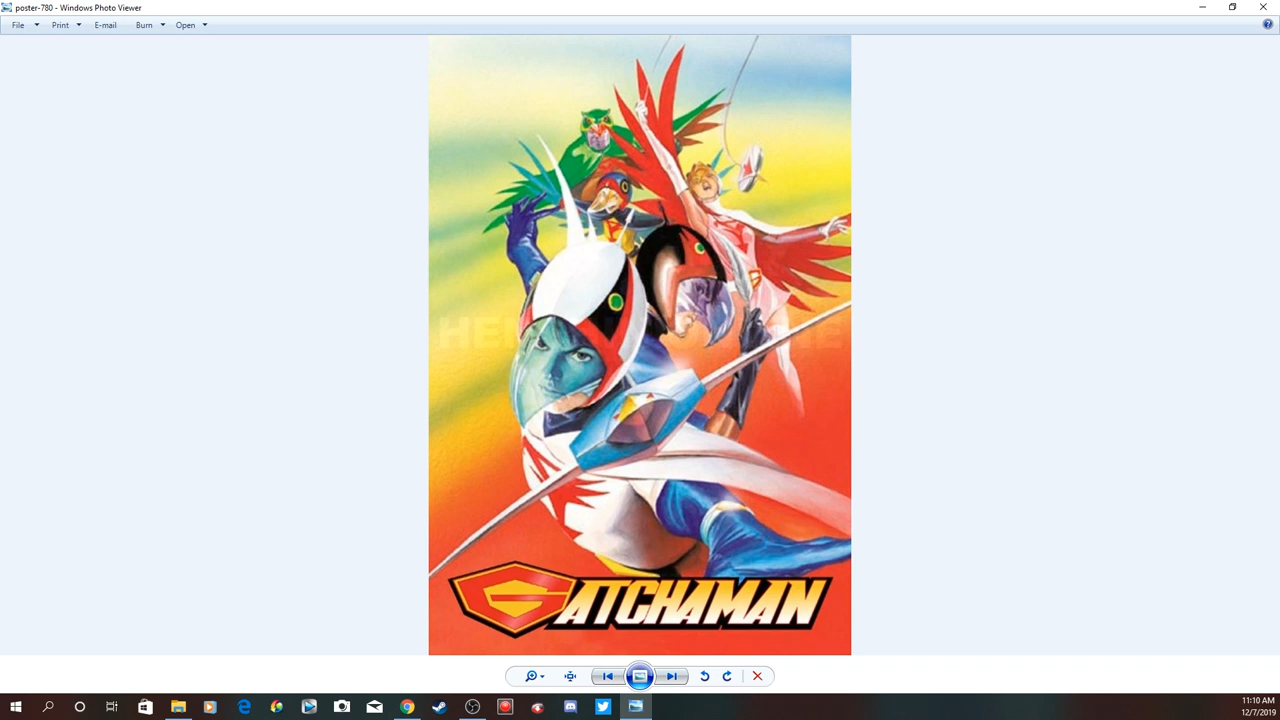 poster-780 - Windows Photo Viewer
File Print E-mail Burn Open
GATCHAMAN
11:10 AM
12/7/2019